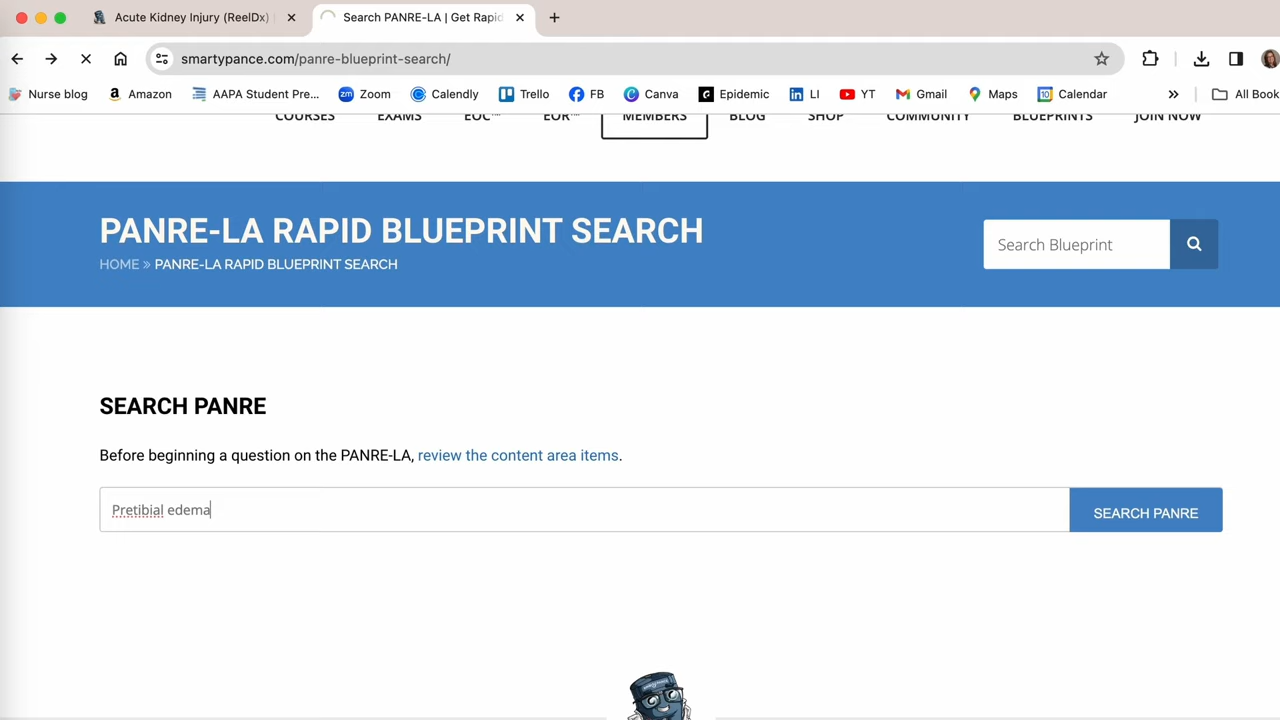 Acute Kidney Injury (ReelDx)
Search PANRE-LA | Get Rapid
smartypance.com/panre-blueprint-search/
Nurse blog Amazon AAPA Student Pre... Zoom Calendly Trello FB Canva Epidemic LI YT Gmail Maps Calendar » All Book
COURSES EXAMS EOC™ EOR™ MEMBERS BLOG SHOP COMMUNITY BLUEPRINTS JOIN NOW
PANRE-LA RAPID BLUEPRINT SEARCH
HOME » PANRE-LA RAPID BLUEPRINT SEARCH
Search Blueprint
SEARCH PANRE
Before beginning a question on the PANRE-LA, review the content area items.
Pretibial edema
SEARCH PANRE